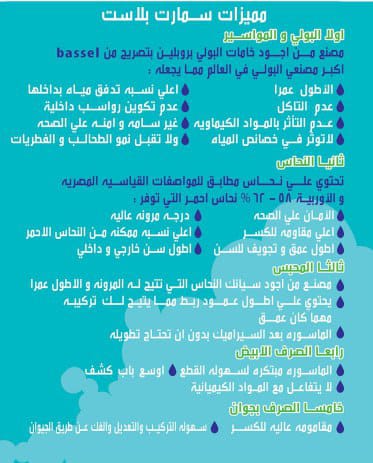 مميزات سمارت بلاست
اولا البولي و المواسير
مصنع من اجود خامات البولي بروبلين بتصريح من bassel
اكبر مصنعي البولي في العالم مما يجعله :
الأطول عمرا
اعلي نسبه تدفق مياه بداخلها
عدم التاكل
عدم تكوين رواسب داخلية
عدم التأثر بالمواد الكيماويه
غير سامه و امنه علي الصحه
لاتوثر في خصائص المياه
ولا تقبل نمو الطحالب و الفطريات
ثانيا النحاس
تحتوي علي نحاس مطابق للمواصفات القياسيه المصريه
و الأوربية ٥٨ - ٦٢ % نحاس احمر التي توفر :
الأمان علي الصحه
درجه مرونه عاليه
اعلي مقاومه للكسر
اعلي نسبه ممكنه من النحاس الاحمر
اطول عمق و تجويف للسن
اطول سن خارجي و داخلي
ثالثا المحبس
مصنع من اجود سبائك النحاس التي تتيح له المرونه و الاطول عمرا
يحتوي علي اطول عمود ربط مما يتيح لك تركيبه
مهما كان عمق
الماسوره بعد السيراميك بدون ان تحتاج تطويله
رابعا الصرف الابيض
الماسوره مبتكره لسهوله القطع
اوسع باب كشف
لا يتفاعل مع المواد الكيميائية
خامسا الصرف بجوان
مقامومه عاليه للكسر
سهوله التركيب والتعديل والفك عن طريق الجيوان